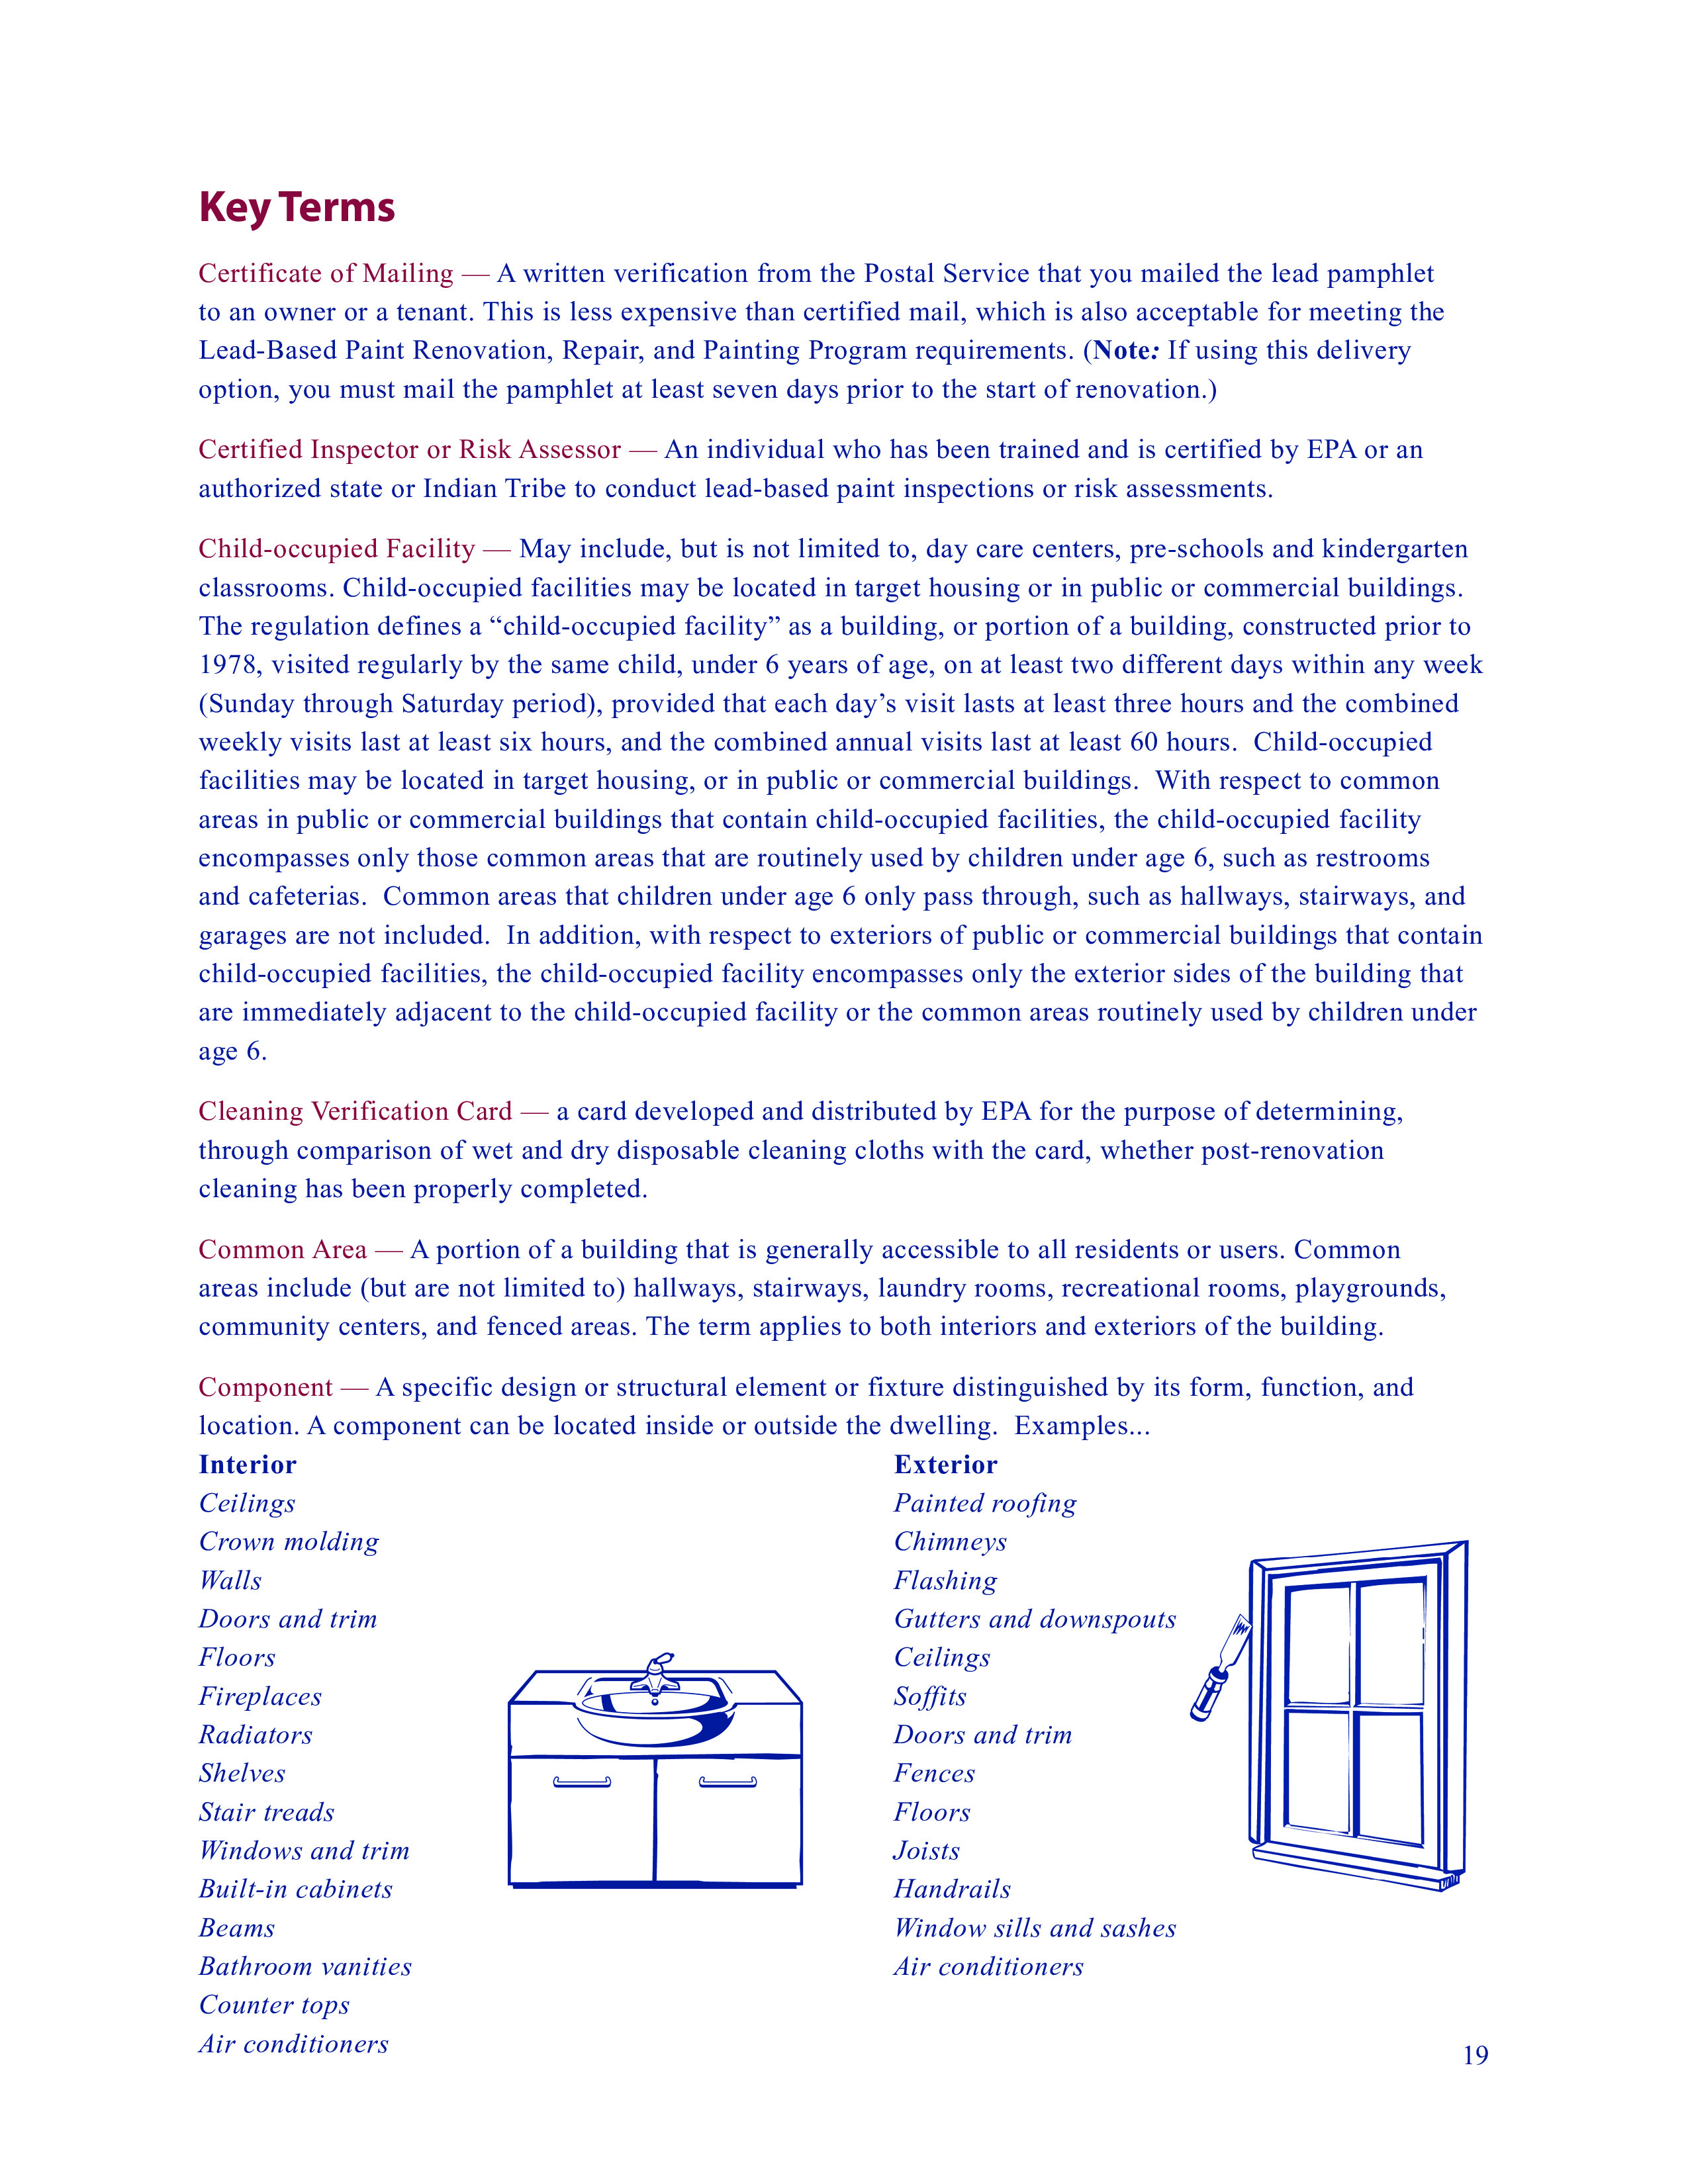 Key Terms
Certificate of Mailing — A written verification from the Postal Service that you mailed the lead pamphlet
to an owner or a tenant. This is less expensive than certified mail, which is also acceptable for meeting the
Lead-Based Paint Renovation, Repair, and Painting Program requirements. (Note: If using this delivery
option, you must mail the pamphlet at least seven days prior to the start of renovation.)
Certified Inspector or Risk Assessor — An individual who has been trained and is certified by EPA or an
authorized state or Indian Tribe to conduct lead-based paint inspections or risk assessments.
Child-occupied Facility — May include, but is not limited to, day care centers, pre-schools and kindergarten
classrooms. Child-occupied facilities may be located in target housing or in public or commercial buildings.
The regulation defines a “child-occupied facility” as a building, or portion of a building, constructed prior to
1978, visited regularly by the same child, under 6 years of age, on at least two different days within any week
(Sunday through Saturday period), provided that each day’s visit lasts at least three hours and the combined
weekly visits last at least six hours, and the combined annual visits last at least 60 hours.  Child-occupied
facilities may be located in target housing, or in public or commercial buildings.  With respect to common
areas in public or commercial buildings that contain child-occupied facilities, the child-occupied facility
encompasses only those common areas that are routinely used by children under age 6, such as restrooms
and cafeterias.  Common areas that children under age 6 only pass through, such as hallways, stairways, and
garages are not included.  In addition, with respect to exteriors of public or commercial buildings that contain
child-occupied facilities, the child-occupied facility encompasses only the exterior sides of the building that
are immediately adjacent to the child-occupied facility or the common areas routinely used by children under
age 6.
Cleaning Verification Card — a card developed and distributed by EPA for the purpose of determining,
through comparison of wet and dry disposable cleaning cloths with the card, whether post-renovation
cleaning has been properly completed.
Common Area — A portion of a building that is generally accessible to all residents or users. Common
areas include (but are not limited to) hallways, stairways, laundry rooms, recreational rooms, playgrounds,
community centers, and fenced areas. The term applies to both interiors and exteriors of the building.
Component — A specific design or structural element or fixture distinguished by its form, function, and
location. A component can be located inside or outside the dwelling.  Examples...
Interior
Ceilings
Crown molding
Walls
Doors and trim
Floors
Fireplaces
Radiators
Shelves
Stair treads
Windows and trim
Built-in cabinets
Beams
Bathroom vanities
Counter tops
Air conditioners
Exterior
Painted roofing
Chimneys
Flashing
Gutters and downspouts
Ceilings
Soffits
Doors and trim
Fences
Floors
Joists
Handrails
Window sills and sashes
Air conditioners
19